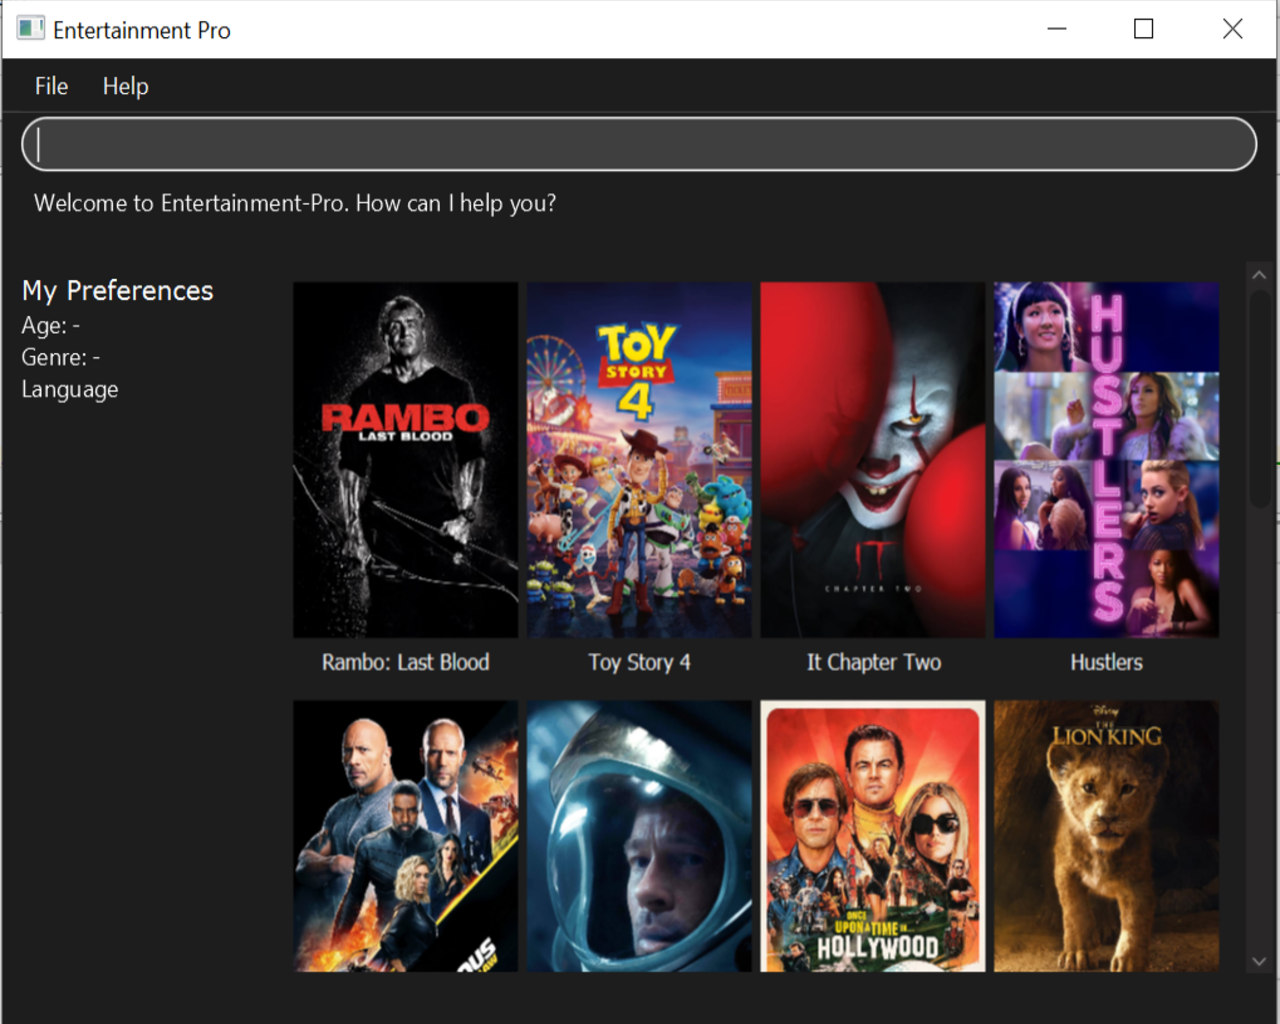 Entertainment Pro
File Help
Welcome to Entertainment-Pro. How can I help you?
My Preferences
Age: -
Genre: -
Language
RAMBO
LAST BLOOD
TOY
STORY
4
IT
CHAPTER TWO
HUSTLERS
Rambo: Last Blood
Toy Story 4
It Chapter Two
Hustlers
ONCE
UPON A TIME IN...
HOLLYWOOD
Disney
THE
LION KING